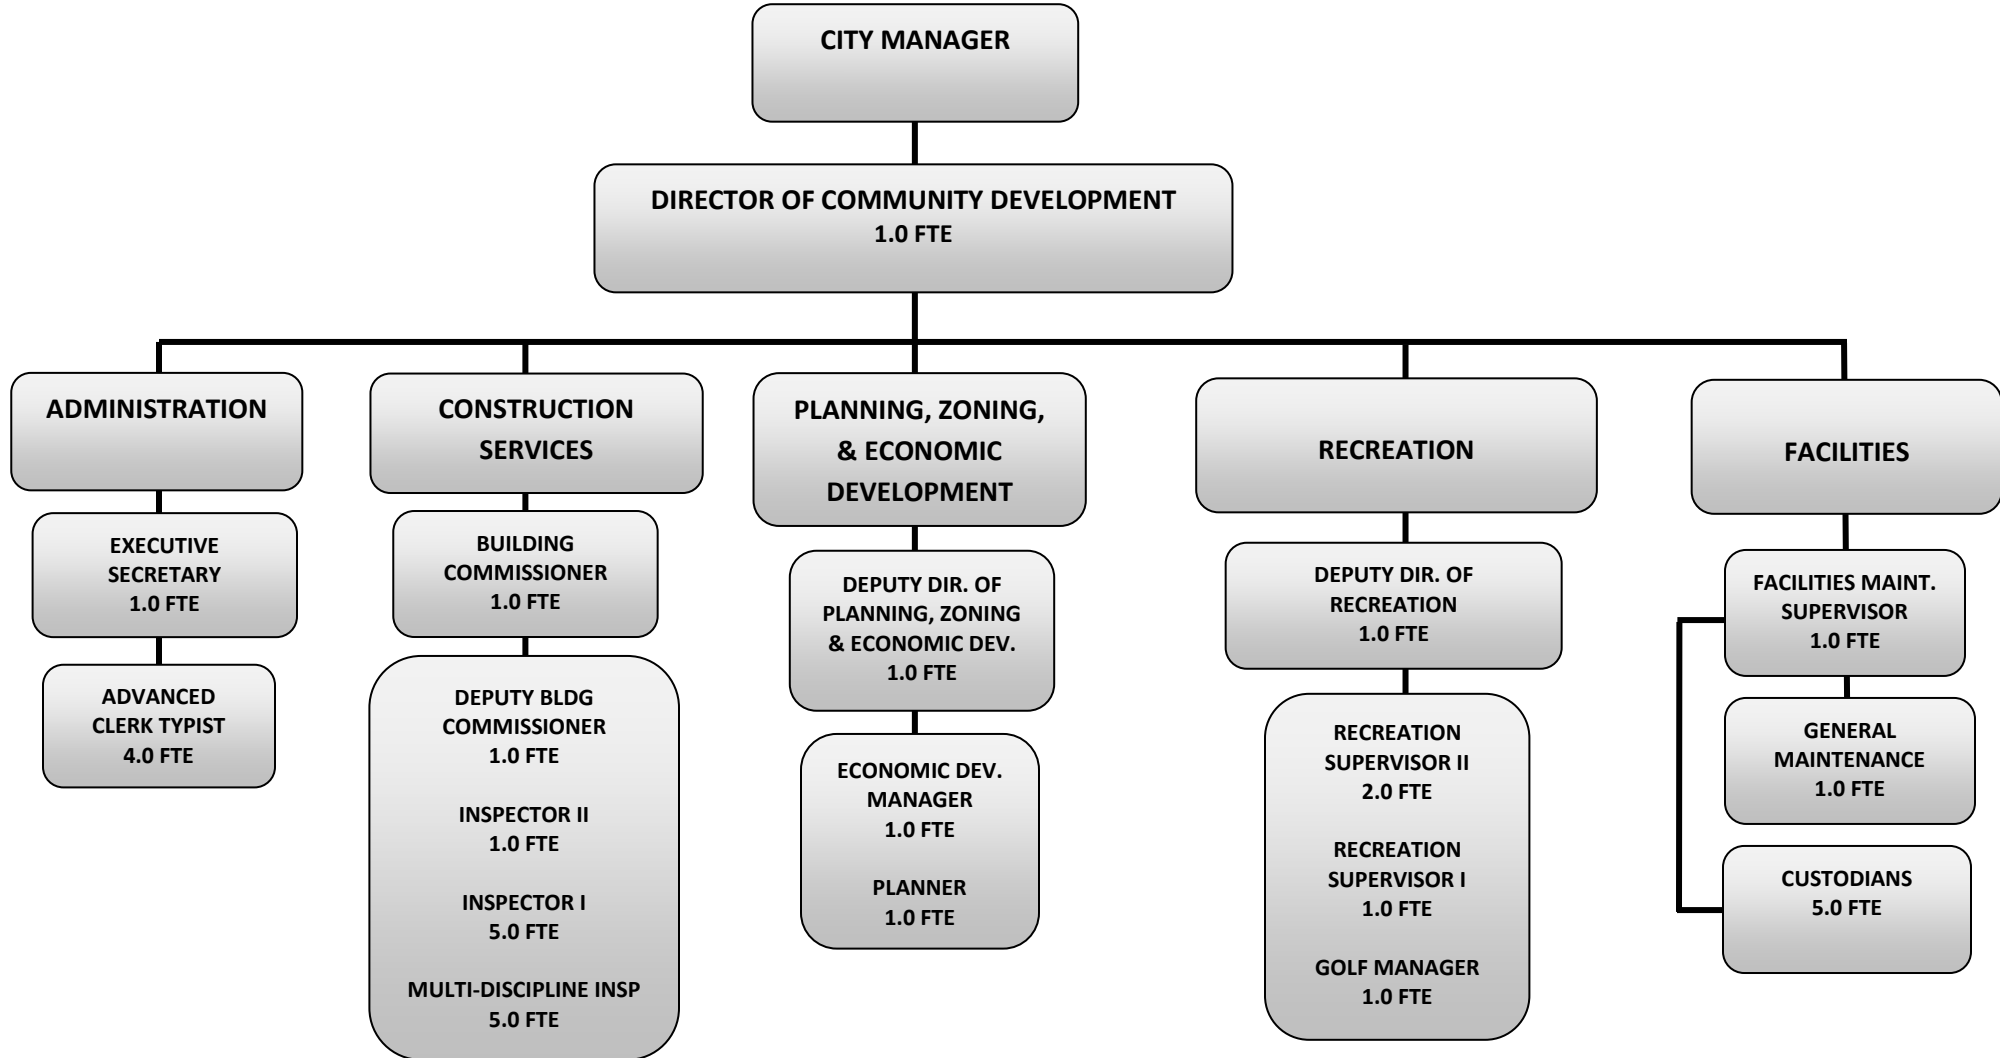 CITY MANAGER
DIRECTOR OF COMMUNITY DEVELOPMENT
1.0 FTE
ADMINISTRATION
EXECUTIVE
SECRETARY
1.0 FTE
ADVANCED
CLERK TYPIST
4.0 FTE
CONSTRUCTION
SERVICES
BUILDING
COMMISSIONER
1.0 FTE
DEPUTY BLDG
COMMISSIONER
1.0 FTE
INSPECTOR II
1.0 FTE
INSPECTOR I
5.0 FTE
MULTI-DISCIPLINE INSP
5.0 FTE
PLANNING, ZONING,
& ECONOMIC
DEVELOPMENT
DEPUTY DIR. OF
PLANNING, ZONING
& ECONOMIC DEV.
1.0 FTE
ECONOMIC DEV.
MANAGER
1.0 FTE
PLANNER
1.0 FTE
RECREATION
DEPUTY DIR. OF
RECREATION
1.0 FTE
RECREATION
SUPERVISOR II
2.0 FTE
RECREATION
SUPERVISOR I
1.0 FTE
GOLF MANAGER
1.0 FTE
FACILITIES
FACILITIES MAINT.
SUPERVISOR
1.0 FTE
GENERAL
MAINTENANCE
1.0 FTE
CUSTODIANS
5.0 FTE